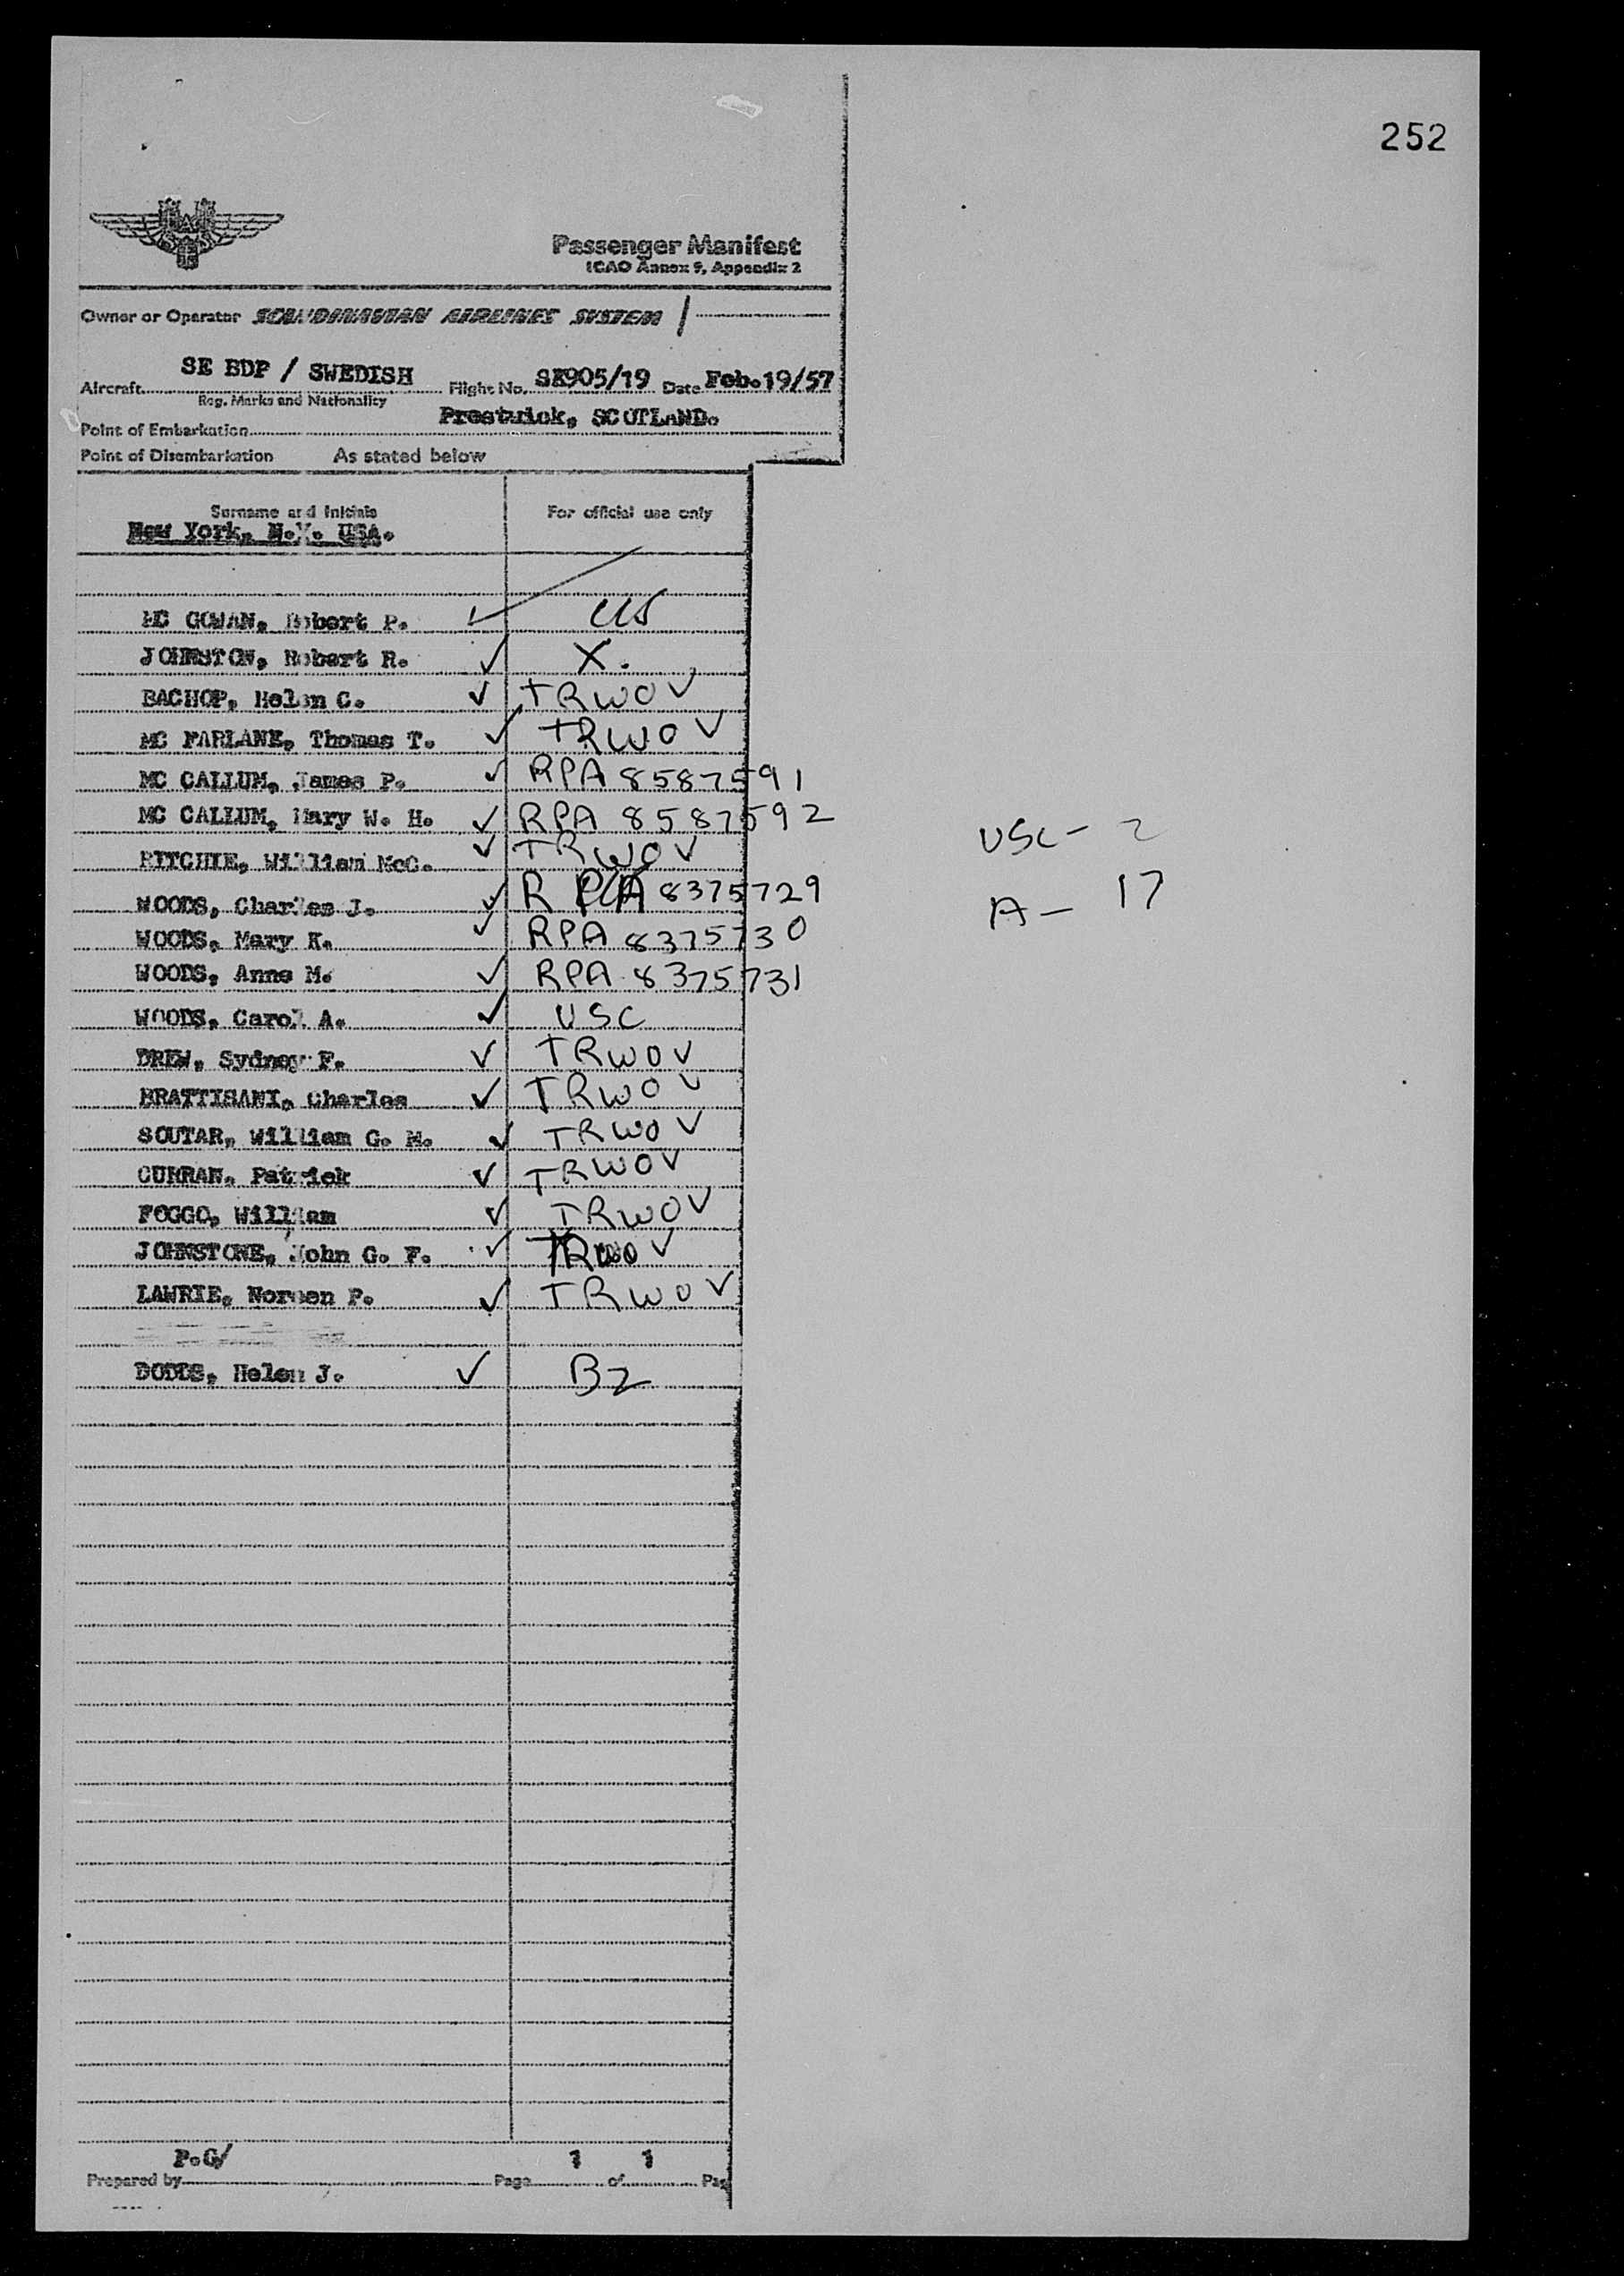 252
Passenger Manifest
ICAO Annex 9, Appendix 2
Owner or Operator SCANDINAVIAN AIRLINES SYSTEM
Aircraft SE BDP / SWEDISH Flight No. SK905/19 Date Feb.19/57
Reg. Marks and Nationality
Point of Embarkation Prestwick, SCOTLAND.
Point of Disembarkation As stated below
Surname and Initials For official use only
New York, N.Y. USA.
MC GOWAN, Robert P. ✓ US
JOHNSTON, Robert R. ✓ X.
BACHOP, Helen C. ✓ TRWOV
MC FARLANE, Thomas T. ✓ TRWOV
MC CALLUM, James P. ✓ RPA 8587591
MC CALLUM, Mary W. H. ✓ RPA 8587592
USC - 2
RITCHIE, William McC. ✓ TRWOV
WOODS, Charles J. ✓ R PA 8375729
A - 17
WOODS, Mary K. ✓ RPA 8375730
WOODS, Anne M. ✓ RPA 8375731
WOODS, Carol A. ✓ USC
DREW, Sydney F. ✓ TRWOV
BRATTISANI, Charles ✓ TRWOV
SOUTAR, William G. M. ✓ TRWOV
CURRAN, Patrick ✓ TRWOV
FOGGO, William ✓ TRWOV
JOHNSTONE, John G. F. ✓ TRWOV
LAWRIE, Norman P. ✓ TRWOV
DODDS, Helen J. ✓ B2
Prepared by P.G/ Page 1 of 1 Pag